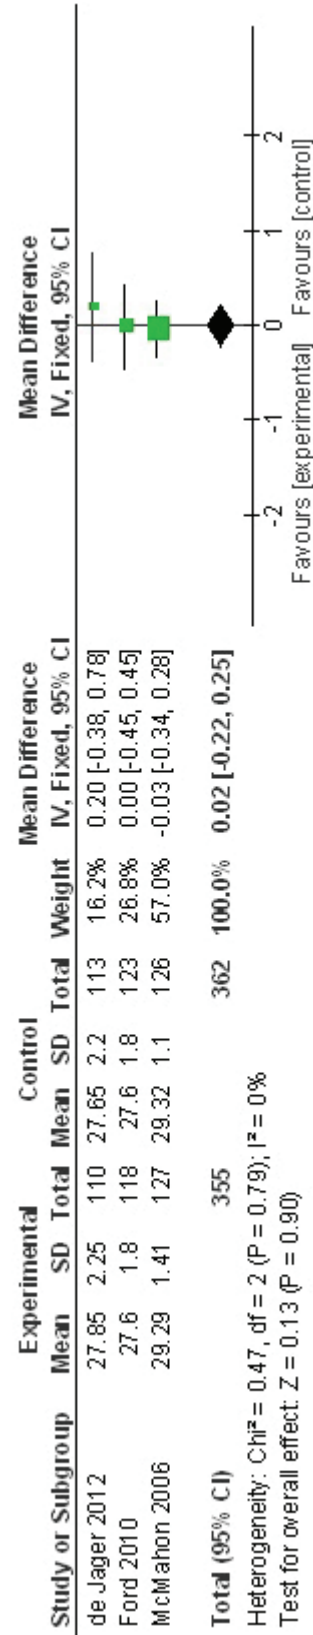 Experimental Control Mean Difference Mean Difference
Study or Subgroup Mean SD Total Mean SD Total Weight IV, Fixed, 95% CI IV, Fixed, 95% CI
de Jager 2012 27.85 2.25 110 27.65 2.2 113 16.2% 0.20 [-0.38, 0.78]
Ford 2010 27.6 1.8 118 27.6 1.8 123 26.8% 0.00 [-0.45, 0.45]
McMahon 2006 29.29 1.41 127 29.32 1.1 126 57.0% -0.03 [-0.34, 0.28]
Total (95% CI) 355 362 100.0% 0.02 [-0.22, 0.25]
Heterogeneity: Chi² = 0.47, df = 2 (P = 0.79); I² = 0%
Test for overall effect: Z = 0.13 (P = 0.90)
-2 -1 0 1 2
Favours [experimental] Favours [control]